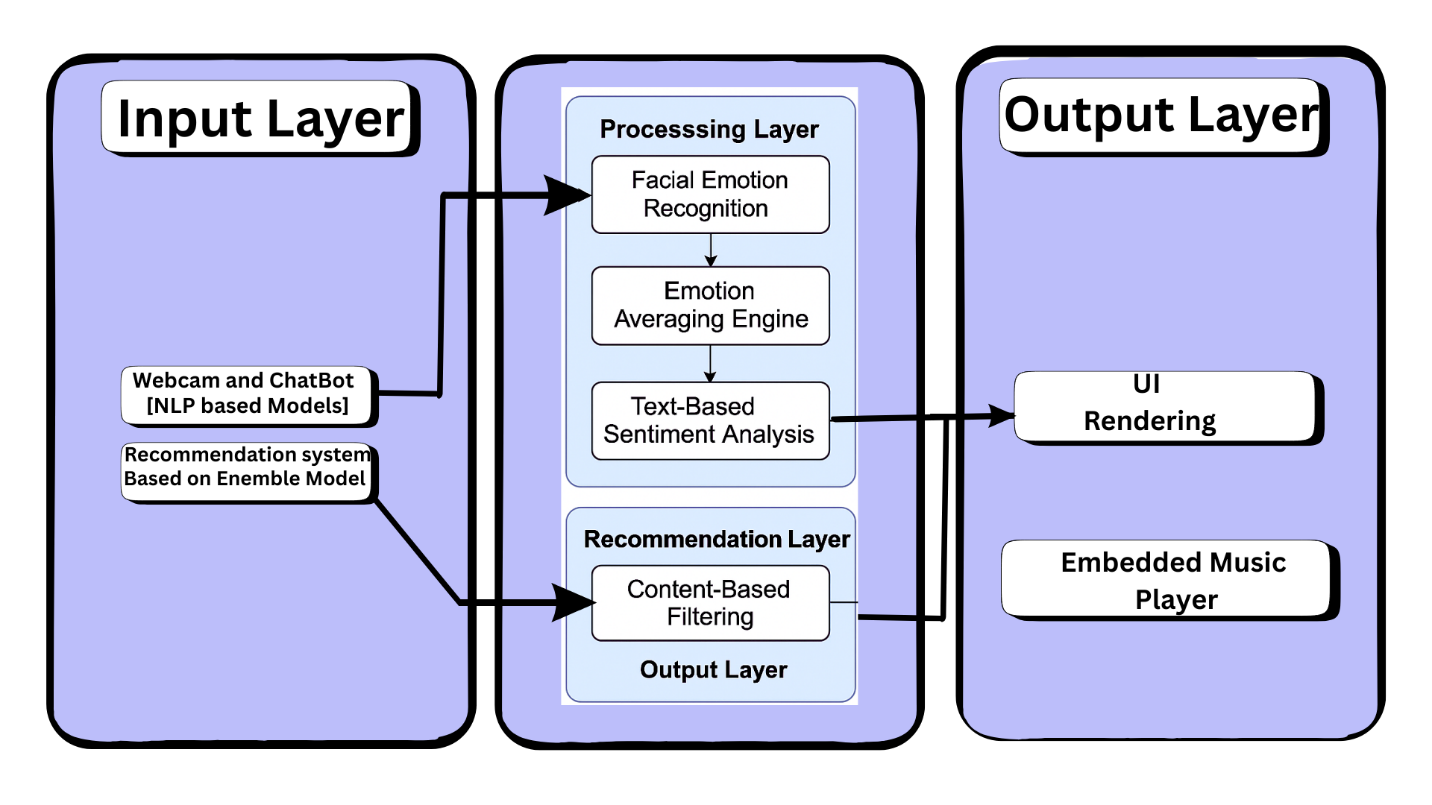 Input Layer
Webcam and ChatBot
[NLP based Models]
Recommendation system
Based on Enemble Model
Processsing Layer
Facial Emotion
Recognition
Emotion
Averaging Engine
Text-Based
Sentiment Analysis
Recommendation Layer
Content-Based
Filtering
Output Layer
Output Layer
UI
Rendering
Embedded Music
Player